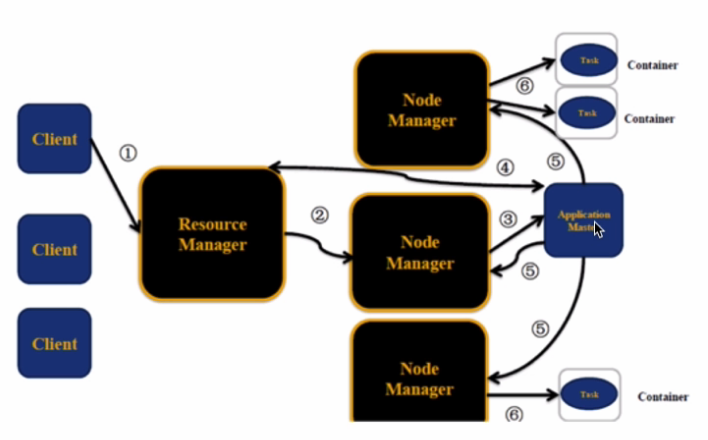 Task
Container
⑥
Node
Manager
Task
Container
Client
①
⑤
④
Application
Resource
Manager
②
③
Node
Manager
Client
⑤
Client
⑤
Node
Manager
Task
Container
⑥